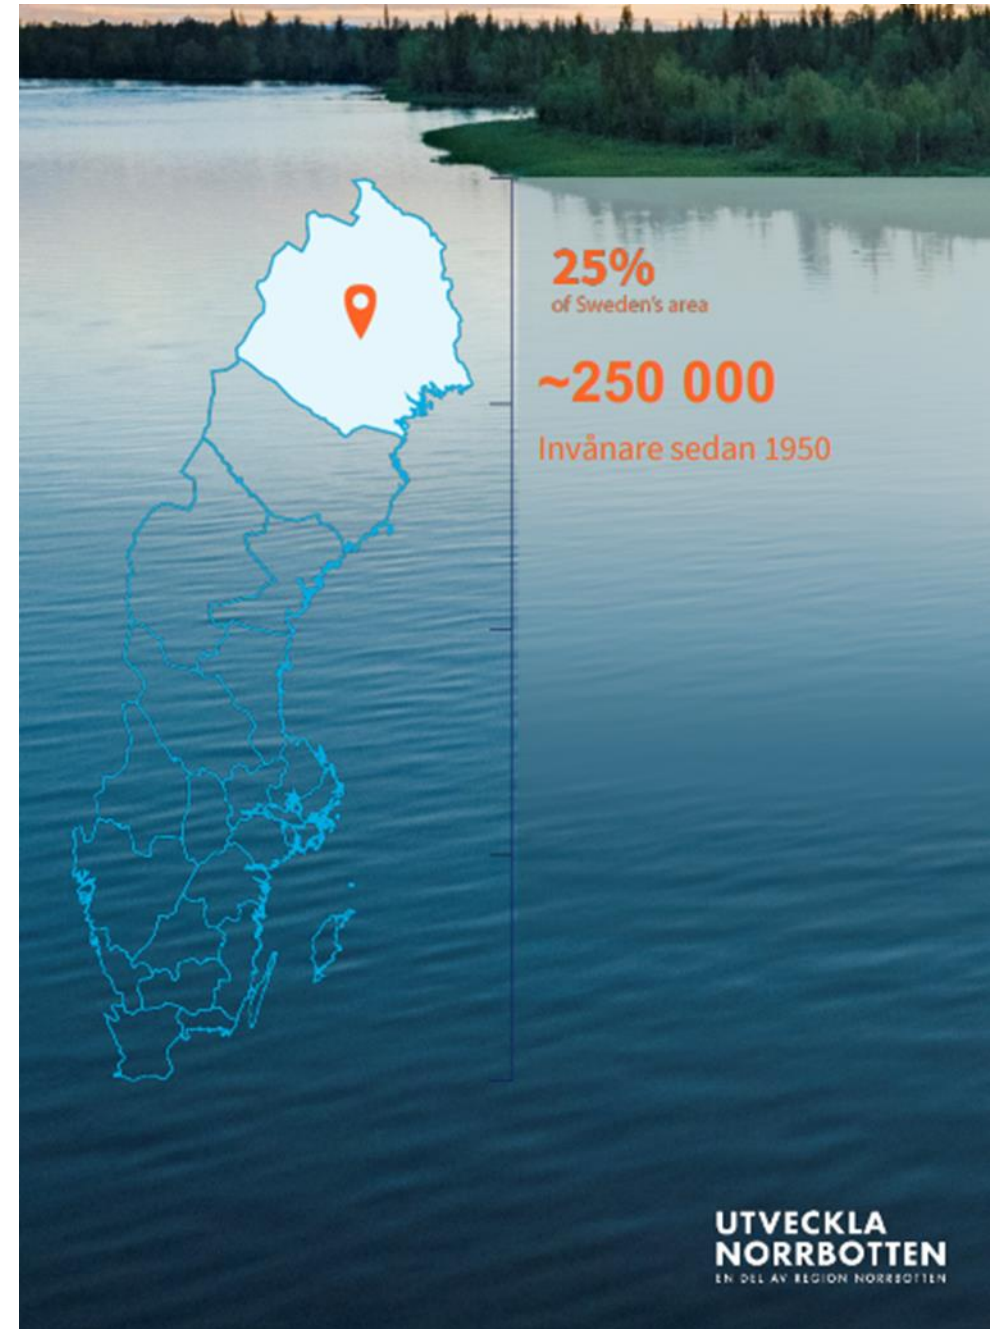 25%
of Sweden's area
~250 000
Invånare sedan 1950
UTVECKLA
NORRBOTTEN
EN DEL AV REGION NORRBOTTEN